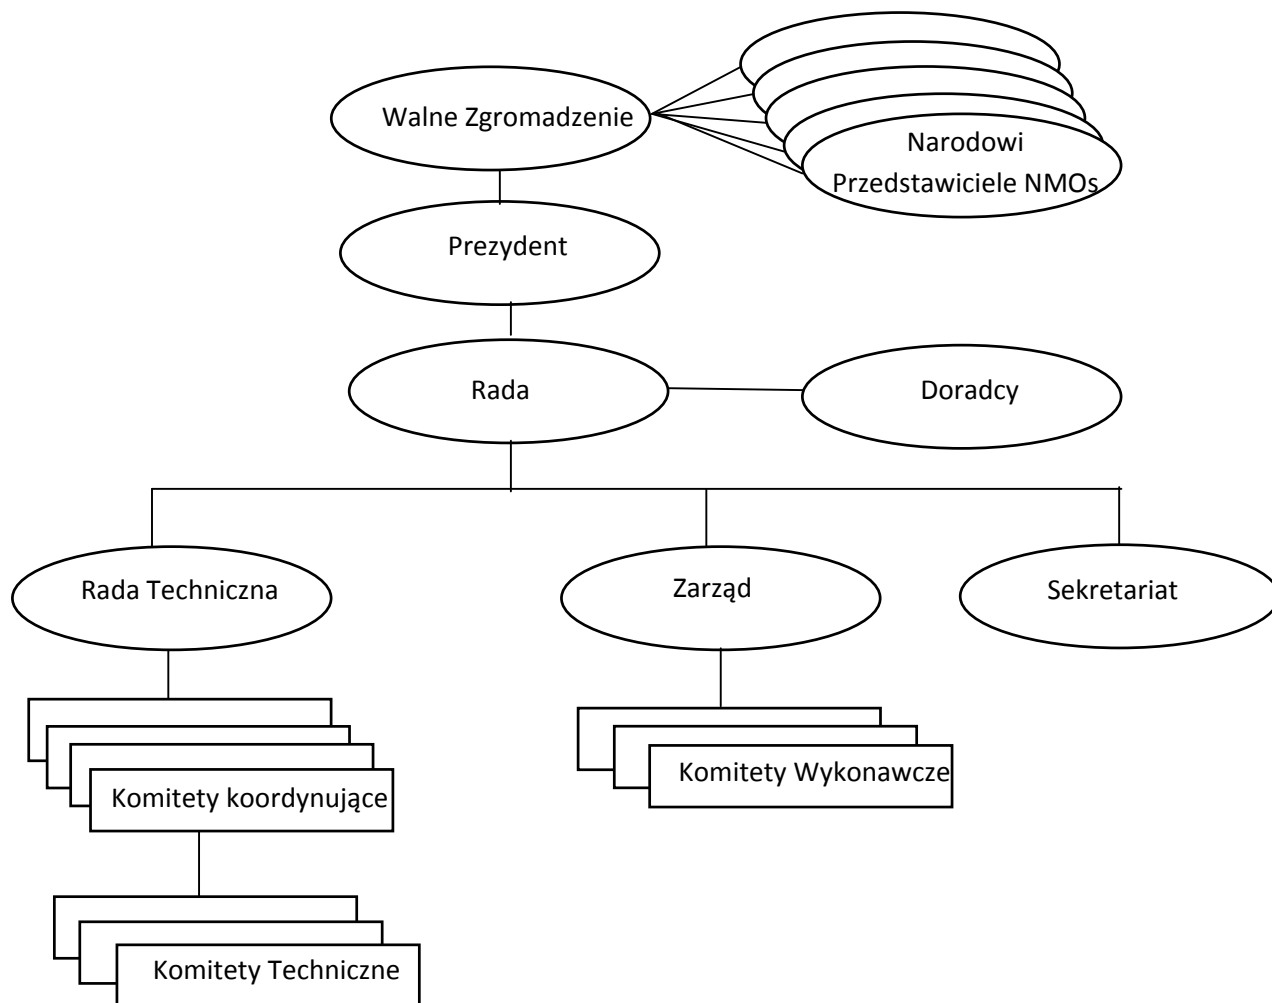 Walne Zgromadzenie
Narodowi
Przedstawiciele NMOs
Prezydent
Rada
Doradcy
Rada Techniczna
Zarząd
Sekretariat
Komitety koordynujące
Komitety Wykonawcze
Komitety Techniczne